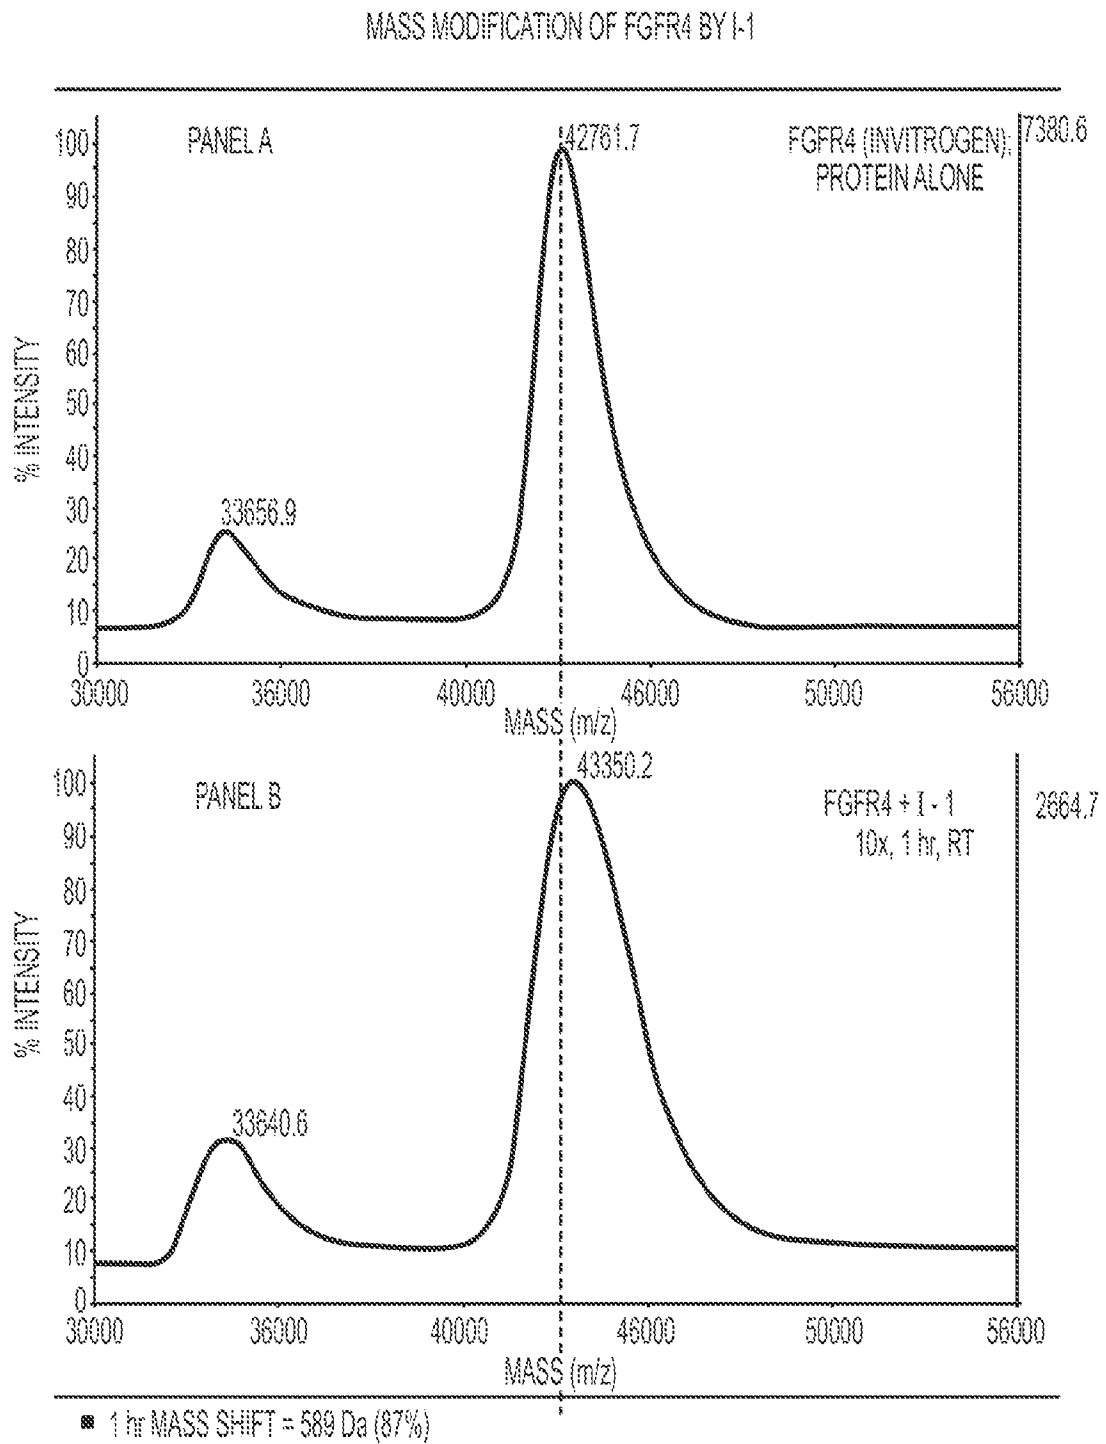 MASS MODIFICATION OF FGFR4 BY I-1
PANEL A
42761.7
FGFR4 (INVITROGEN);
PROTEIN ALONE
7380.6
33656.9
% INTENSITY
100
90
80
70
60
50
40
30
20
10
0
30000 36000 40000 46000 50000 56000
MASS (m/z)
PANEL B
43350.2
FGFR4 + I - 1
10x, 1 hr, RT
2664.7
33640.6
% INTENSITY
100
90
80
70
60
50
40
30
20
10
0
30000 36000 40000 46000 50000 56000
MASS (m/z)
■ 1 hr MASS SHIFT = 589 Da (87%)